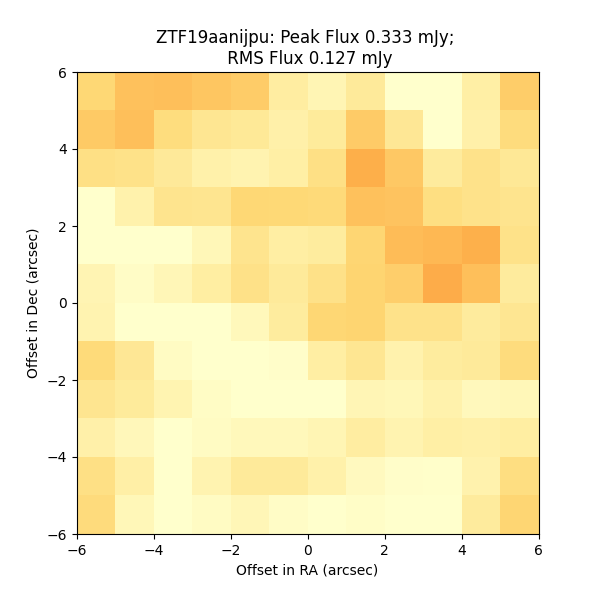 ZTF19aanijpu: Peak Flux 0.333 mJy;
RMS Flux 0.127 mJy
6
4
2
0
−2
−4
−6
Offset in Dec (arcsec)
−6 −4 −2 0 2 4 6
Offset in RA (arcsec)